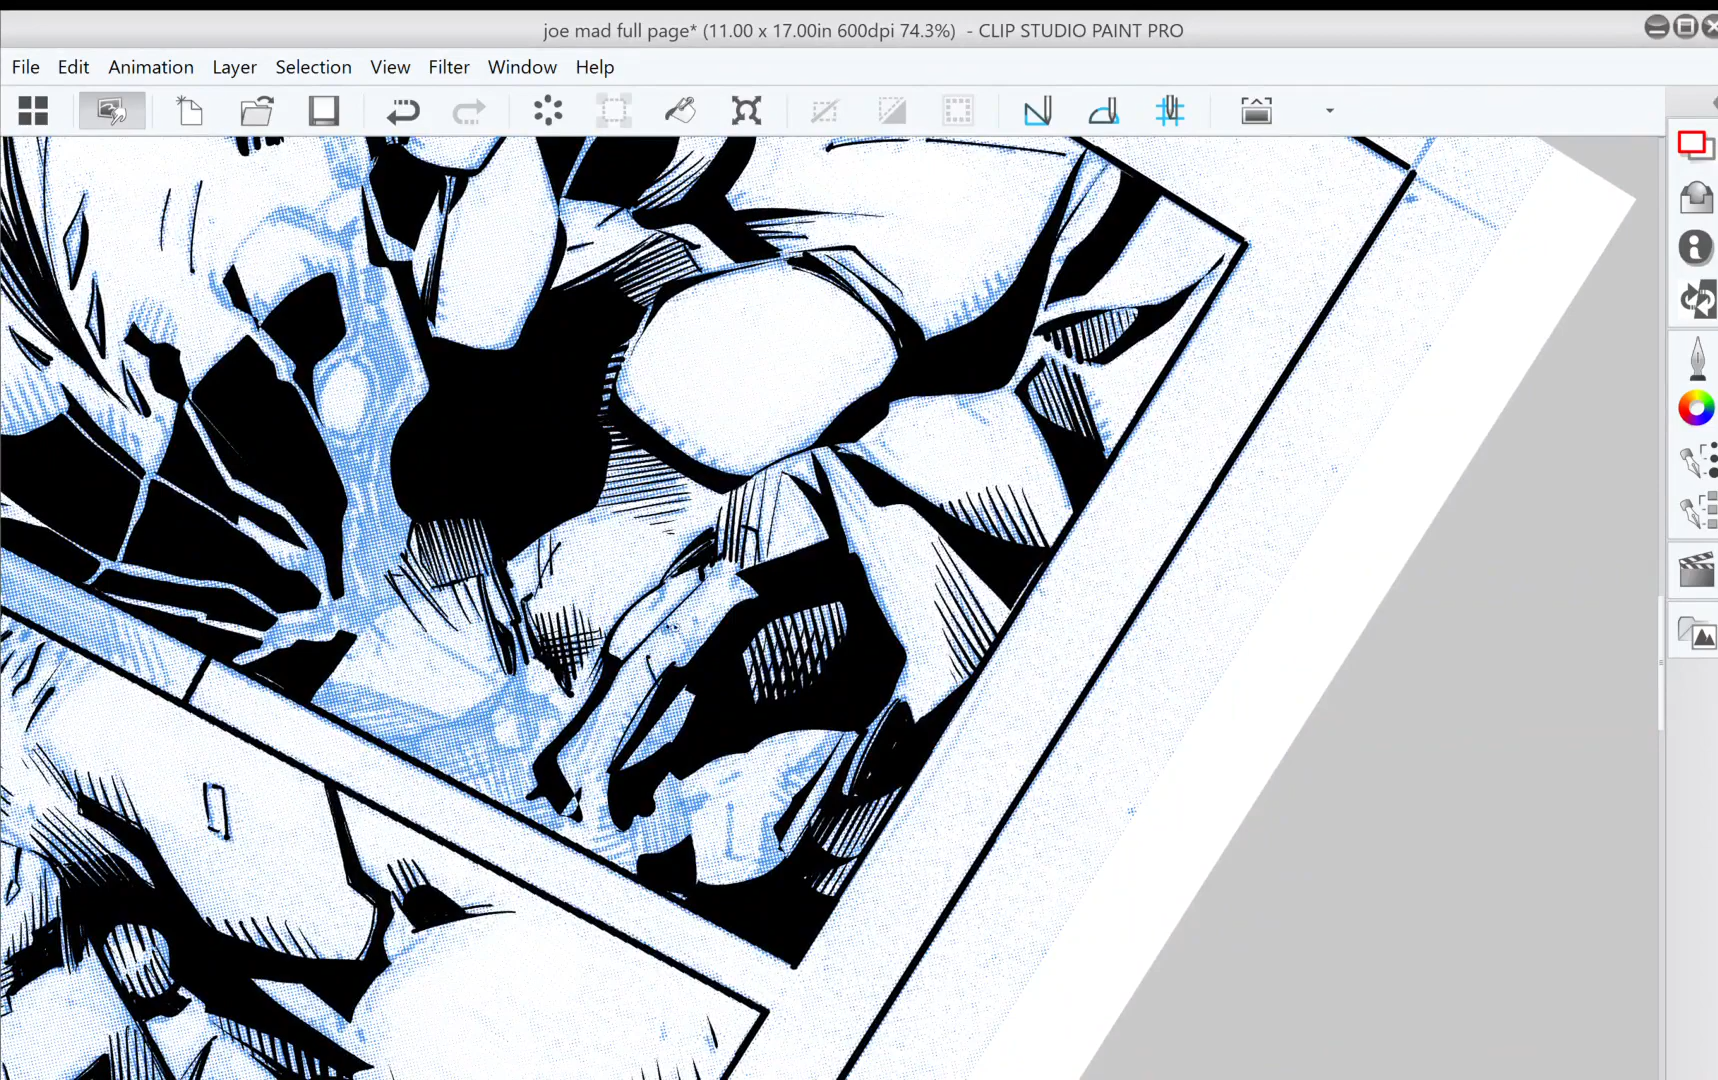 joe mad full page* (11.00 x 17.00in 600dpi 74.3%)  - CLIP STUDIO PAINT PRO
File Edit Animation Layer Selection View Filter Window Help